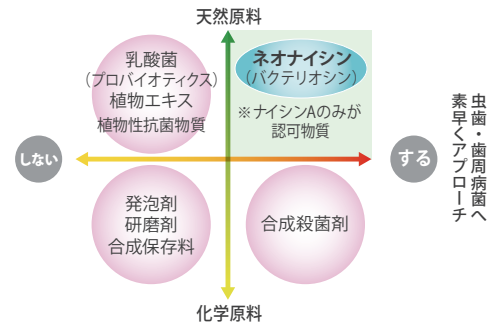 天然原料
乳酸菌
（プロバイオティクス）
植物エキス
植物性抗菌物質
ネオナイシン
（バクテリオシン）
※ナイシンAのみが
認可物質
しない
する
虫歯・歯周病菌へ
素早くアプローチ
発泡剤
研磨剤
合成保存料
合成殺菌剤
化学原料